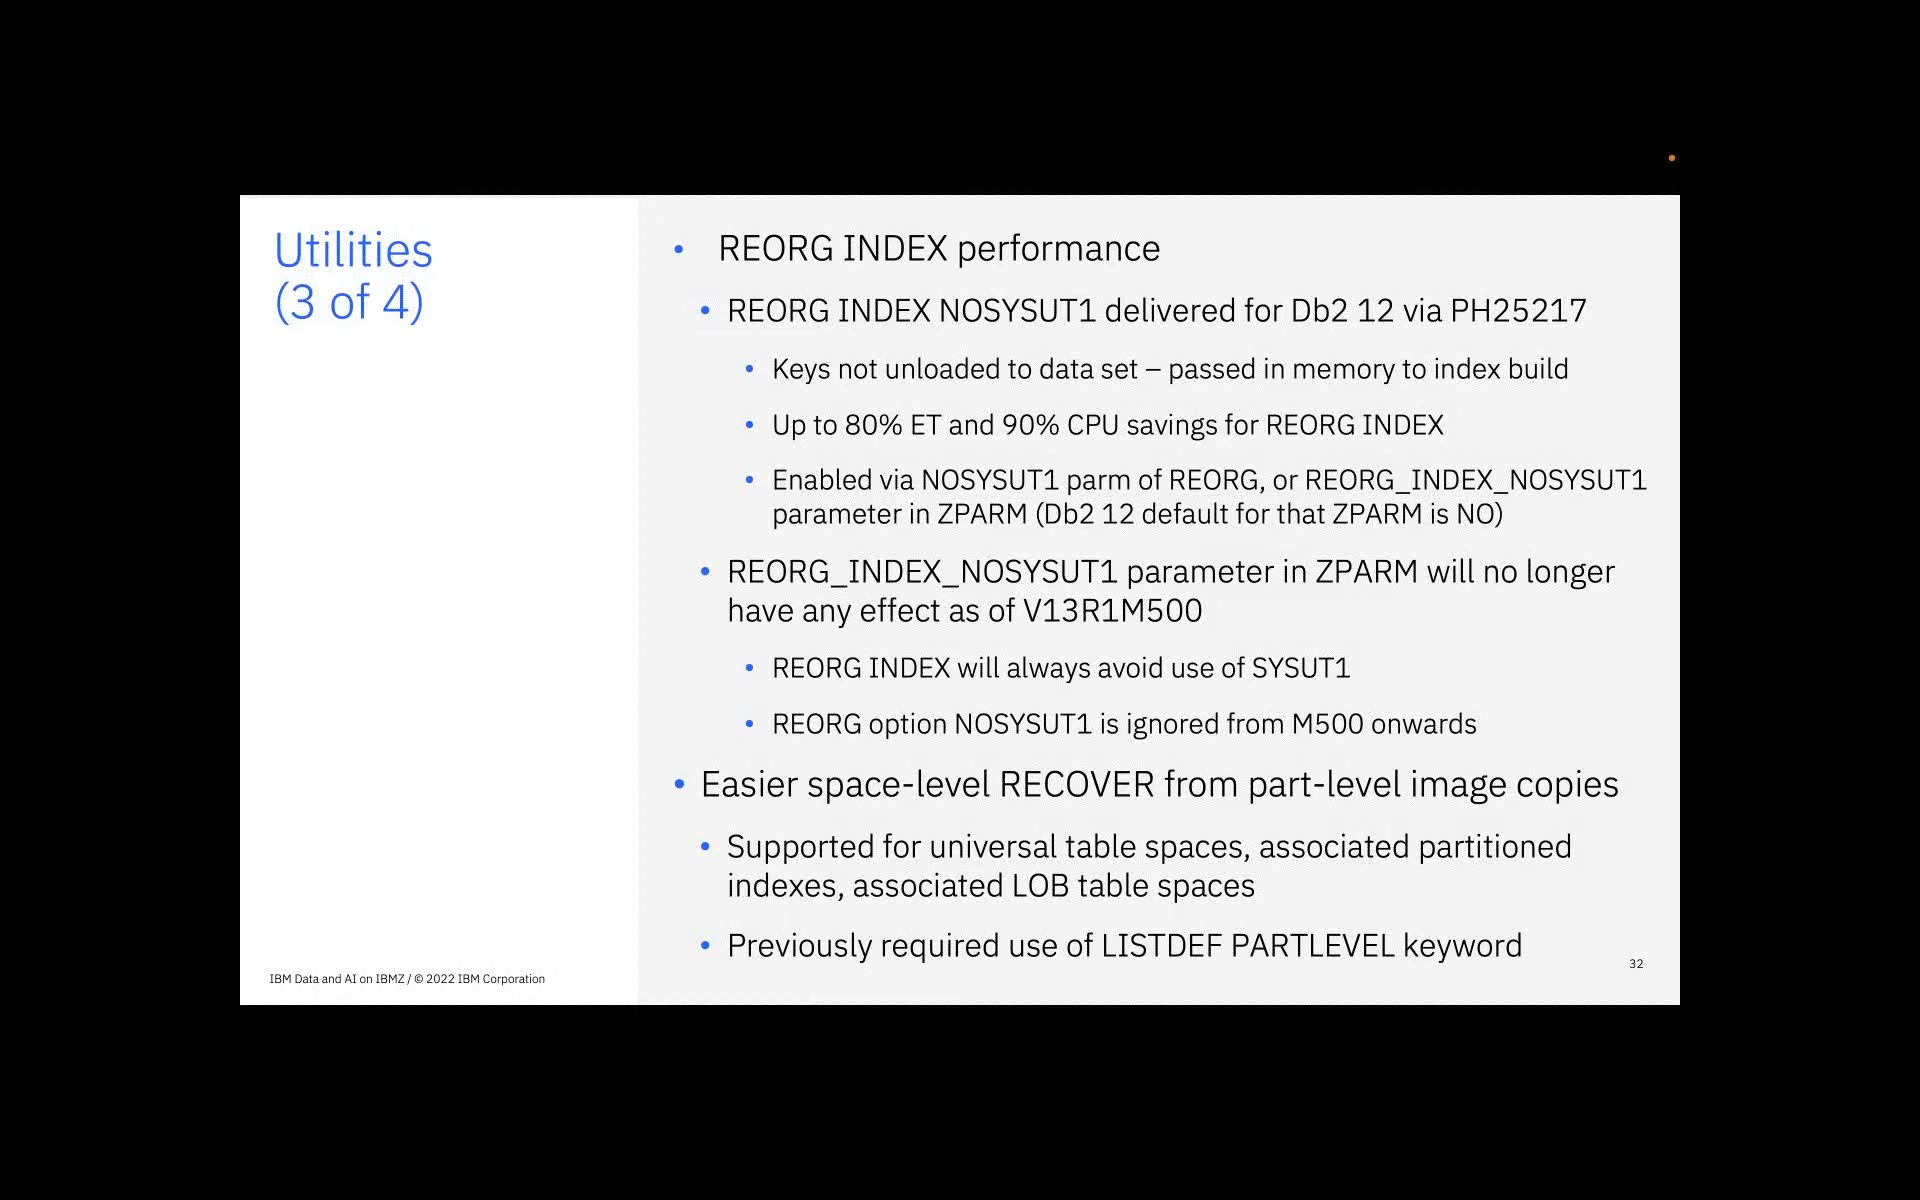 Utilities
(3 of 4)
• REORG INDEX performance
• REORG INDEX NOSYSUT1 delivered for Db2 12 via PH25217
• Keys not unloaded to data set – passed in memory to index build
• Up to 80% ET and 90% CPU savings for REORG INDEX
• Enabled via NOSYSUT1 parm of REORG, or REORG_INDEX_NOSYSUT1
parameter in ZPARM (Db2 12 default for that ZPARM is NO)
• REORG_INDEX_NOSYSUT1 parameter in ZPARM will no longer
have any effect as of V13R1M500
• REORG INDEX will always avoid use of SYSUT1
• REORG option NOSYSUT1 is ignored from M500 onwards
• Easier space-level RECOVER from part-level image copies
• Supported for universal table spaces, associated partitioned
indexes, associated LOB table spaces
• Previously required use of LISTDEF PARTLEVEL keyword
IBM Data and AI on IBMZ / © 2022 IBM Corporation
32